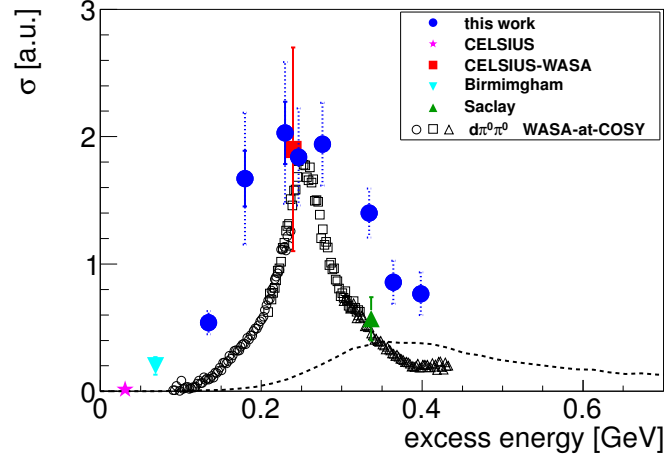 3
2
1
0
σ [a.u.]
this work
CELSIUS
CELSIUS-WASA
Birmimgham
Saclay
dπ⁰π⁰ WASA-at-COSY
0 0.2 0.4 0.6
excess energy [GeV]